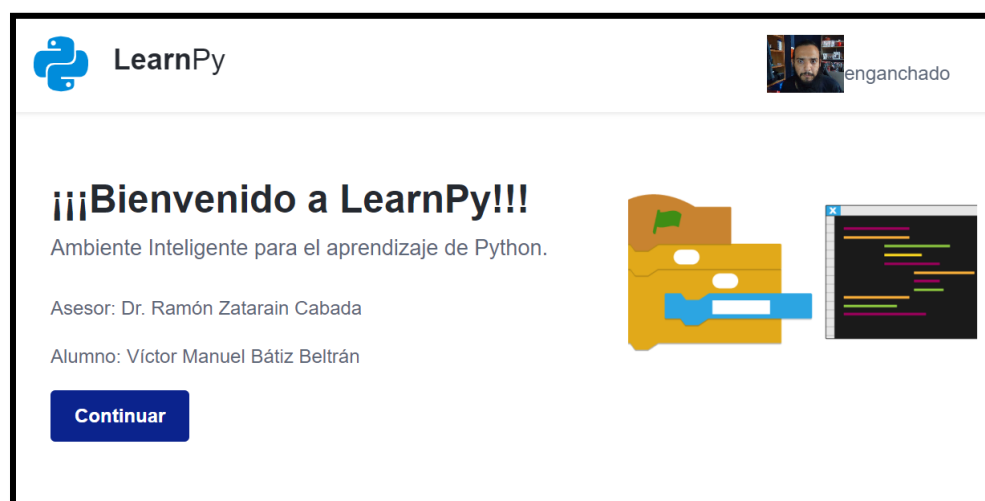 LearnPy
enganchado
¡¡¡Bienvenido a LearnPy!!!
Ambiente Inteligente para el aprendizaje de Python.
Asesor: Dr. Ramón Zatarain Cabada
Alumno: Víctor Manuel Bátiz Beltrán
Continuar